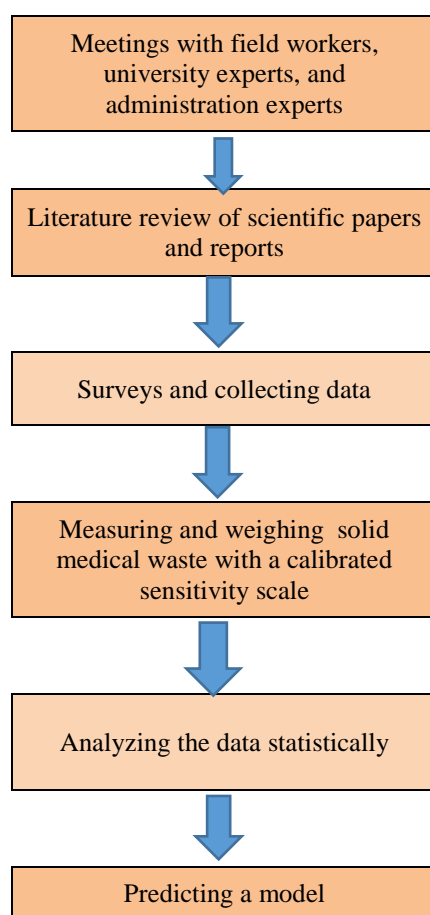 Meetings with field workers,
university experts, and
administration experts
Literature review of scientific papers
and reports
Surveys and collecting data
Measuring and weighing  solid
medical waste with a calibrated
sensitivity scale
Analyzing the data statistically
Predicting a model